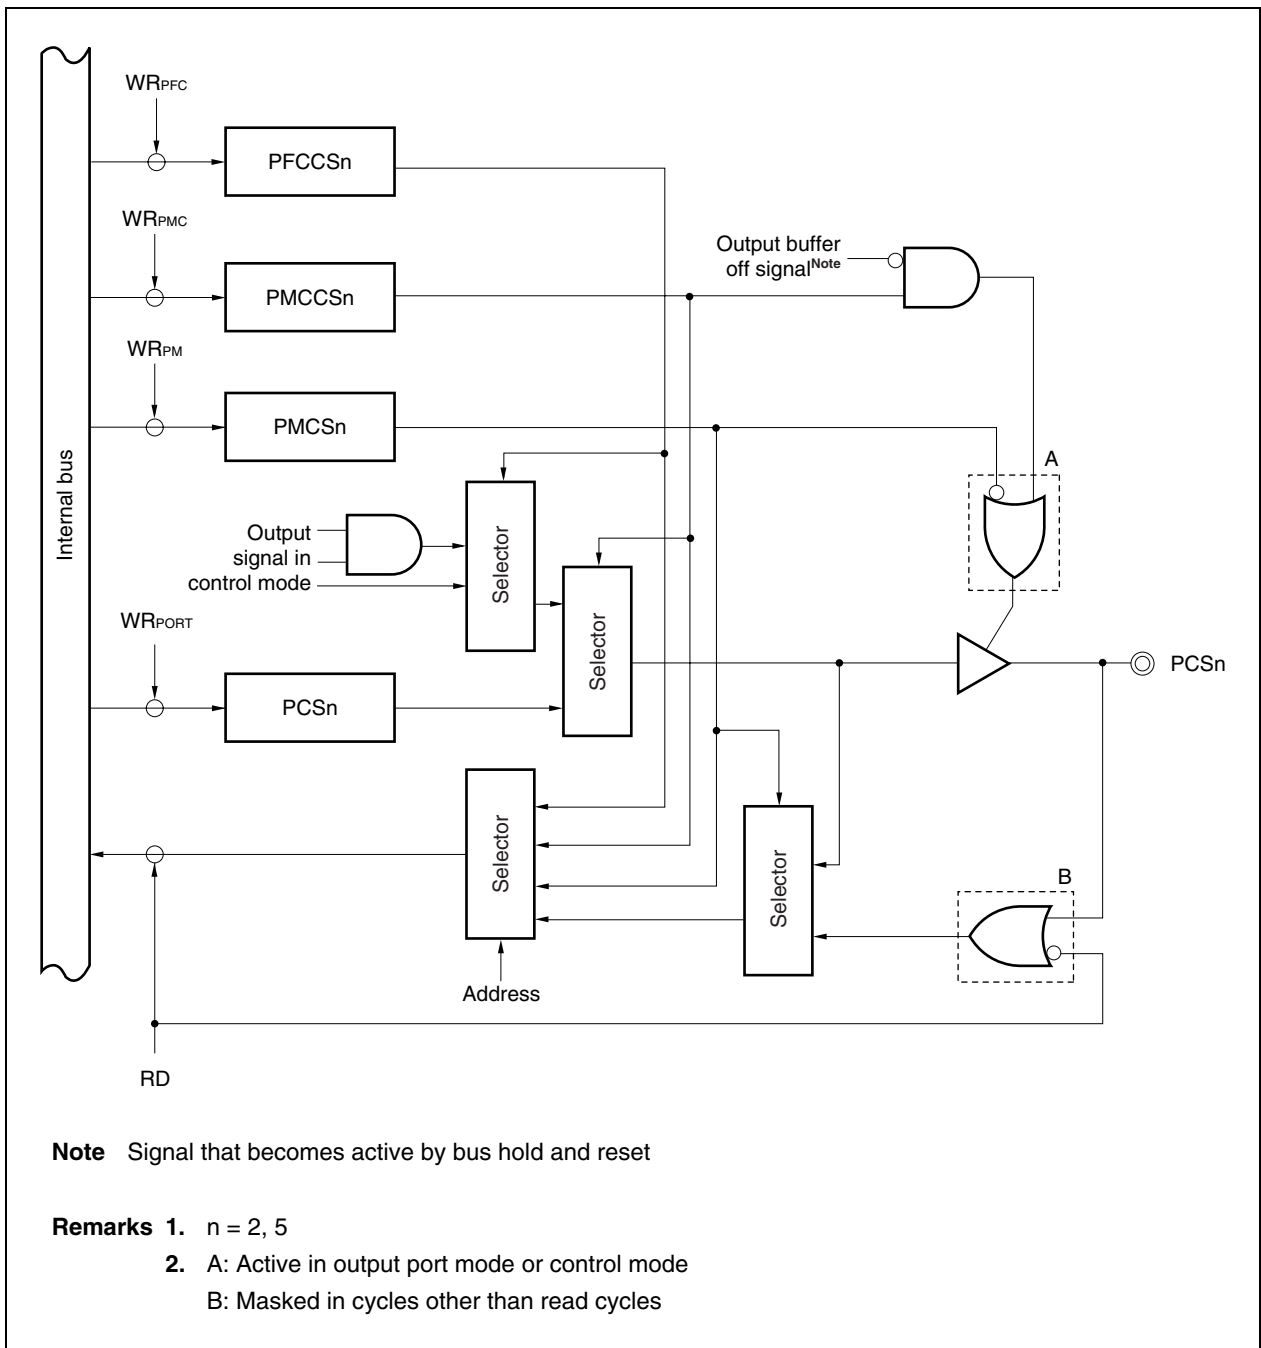 WRPFC
PFCCSn
WRPMC
Output buffer
off signalNote
PMCCSn
WRPM
PMCSn
A
Internal bus
Output
signal in
control mode
Selector
Selector
WRPORT
PCSn
PCSn
Selector
Selector
B
Address
RD
Note Signal that becomes active by bus hold and reset
Remarks 1. n = 2, 5
2. A: Active in output port mode or control mode
B: Masked in cycles other than read cycles